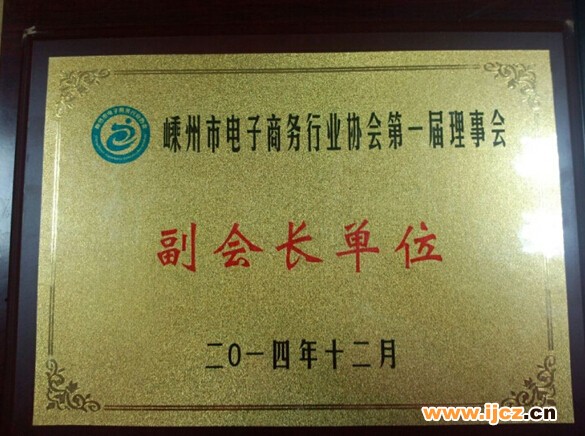 嵊州市电子商务行业协会第一届理事会
副会长单位
二〇一四年十二月
www.ijcz.cn